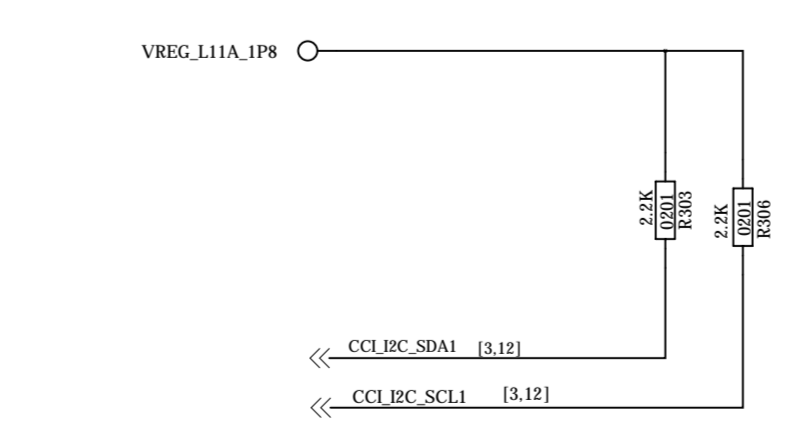 VREG_L11A_1P8
2.2K
0201
R303
2.2K
0201
R306
CCI_I2C_SDA1 [3,12]
CCI_I2C_SCL1 [3,12]